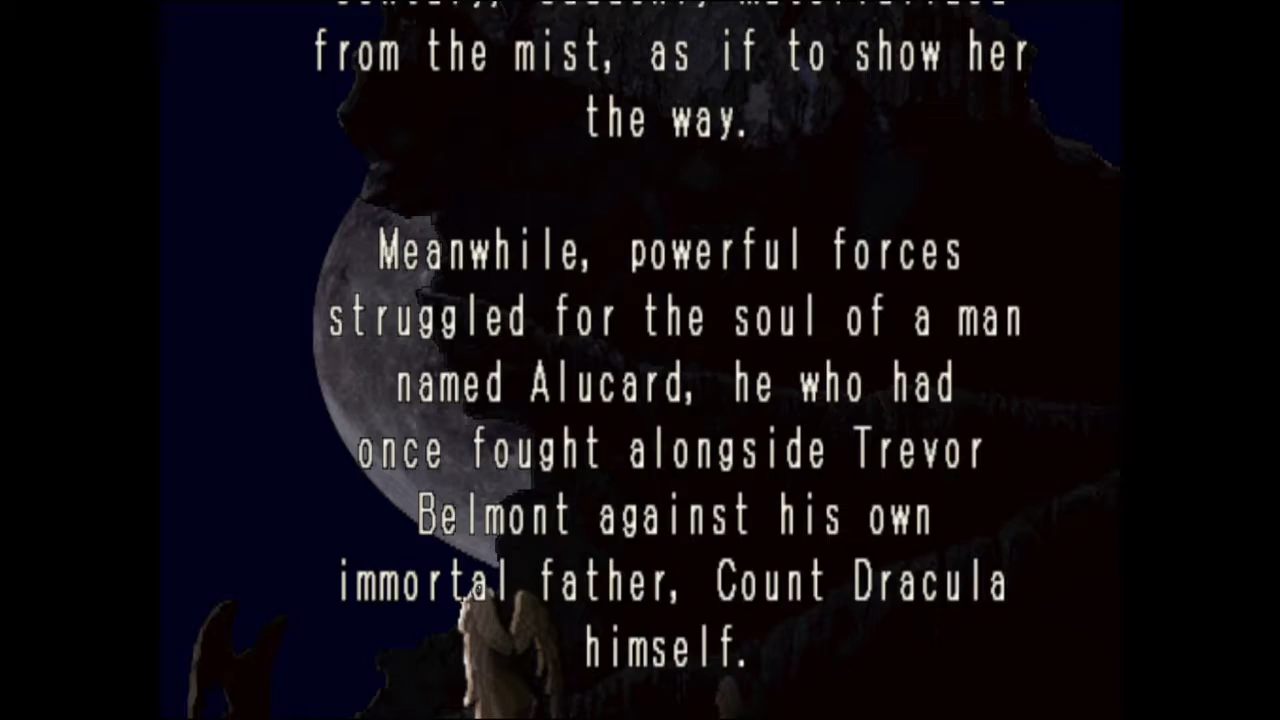 from the mist, as if to show her
the way.
Meanwhile, powerful forces
struggled for the soul of a man
named Alucard, he who had
once fought alongside Trevor
Belmont against his own
immortal father, Count Dracula
himself.